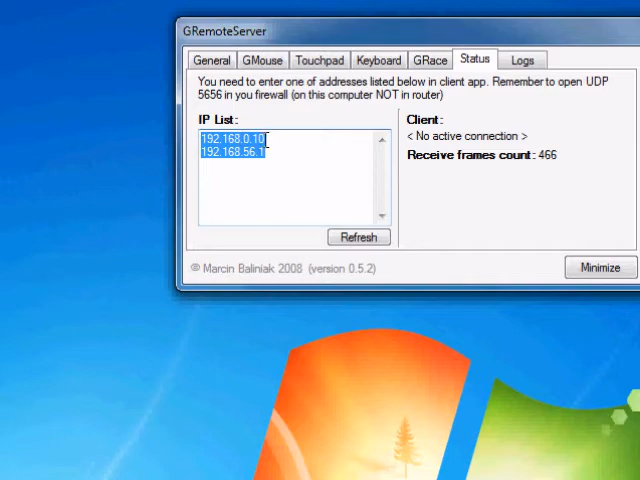 GRemoteServer
General GMouse Touchpad Keyboard GRace Status Logs
You need to enter one of addresses listed below in client app. Remember to open UDP
5656 in you firewall (on this computer NOT in router)
IP List:
192.168.0.10
192.168.56.1
Refresh
Client:
< No active connection >
Receive frames count: 466
© Marcin Baliniak 2008 (version 0.5.2)
Minimize